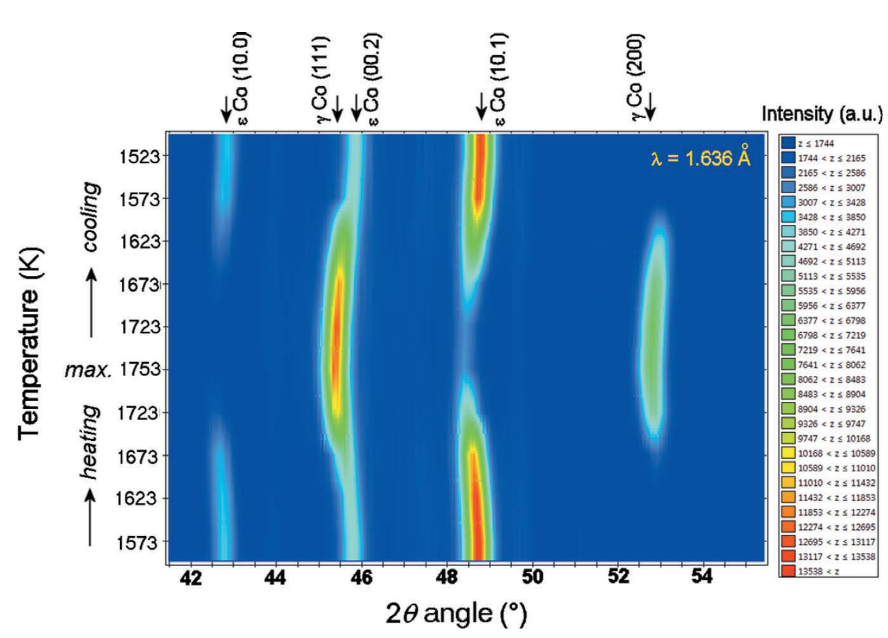 ε Co (10.0)
γ Co (111)
ε Co (00.2)
ε Co (10.1)
γ Co (200)
Intensity (a.u.)
λ = 1.636 Å
Temperature (K)
heating
max.
cooling
1523
1573
1623
1673
1723
1753
1723
1673
1623
1573
42
44
46
48
50
52
54
2θ angle (°)
z ≤ 1744
1744 < z ≤ 2165
2165 < z ≤ 2586
2586 < z ≤ 3007
3007 < z ≤ 3428
3428 < z ≤ 3850
3850 < z ≤ 4271
4271 < z ≤ 4692
4692 < z ≤ 5113
5113 < z ≤ 5535
5535 < z ≤ 5956
5956 < z ≤ 6377
6377 < z ≤ 6798
6798 < z ≤ 7219
7219 < z ≤ 7641
7641 < z ≤ 8062
8062 < z ≤ 8483
8483 < z ≤ 8904
8904 < z ≤ 9326
9326 < z ≤ 9747
9747 < z ≤ 10168
10168 < z ≤ 10589
10589 < z ≤ 11010
11010 < z ≤ 11432
11432 < z ≤ 11853
11853 < z ≤ 12274
12274 < z ≤ 12695
12695 < z ≤ 13117
13117 < z ≤ 13538
13538 < z